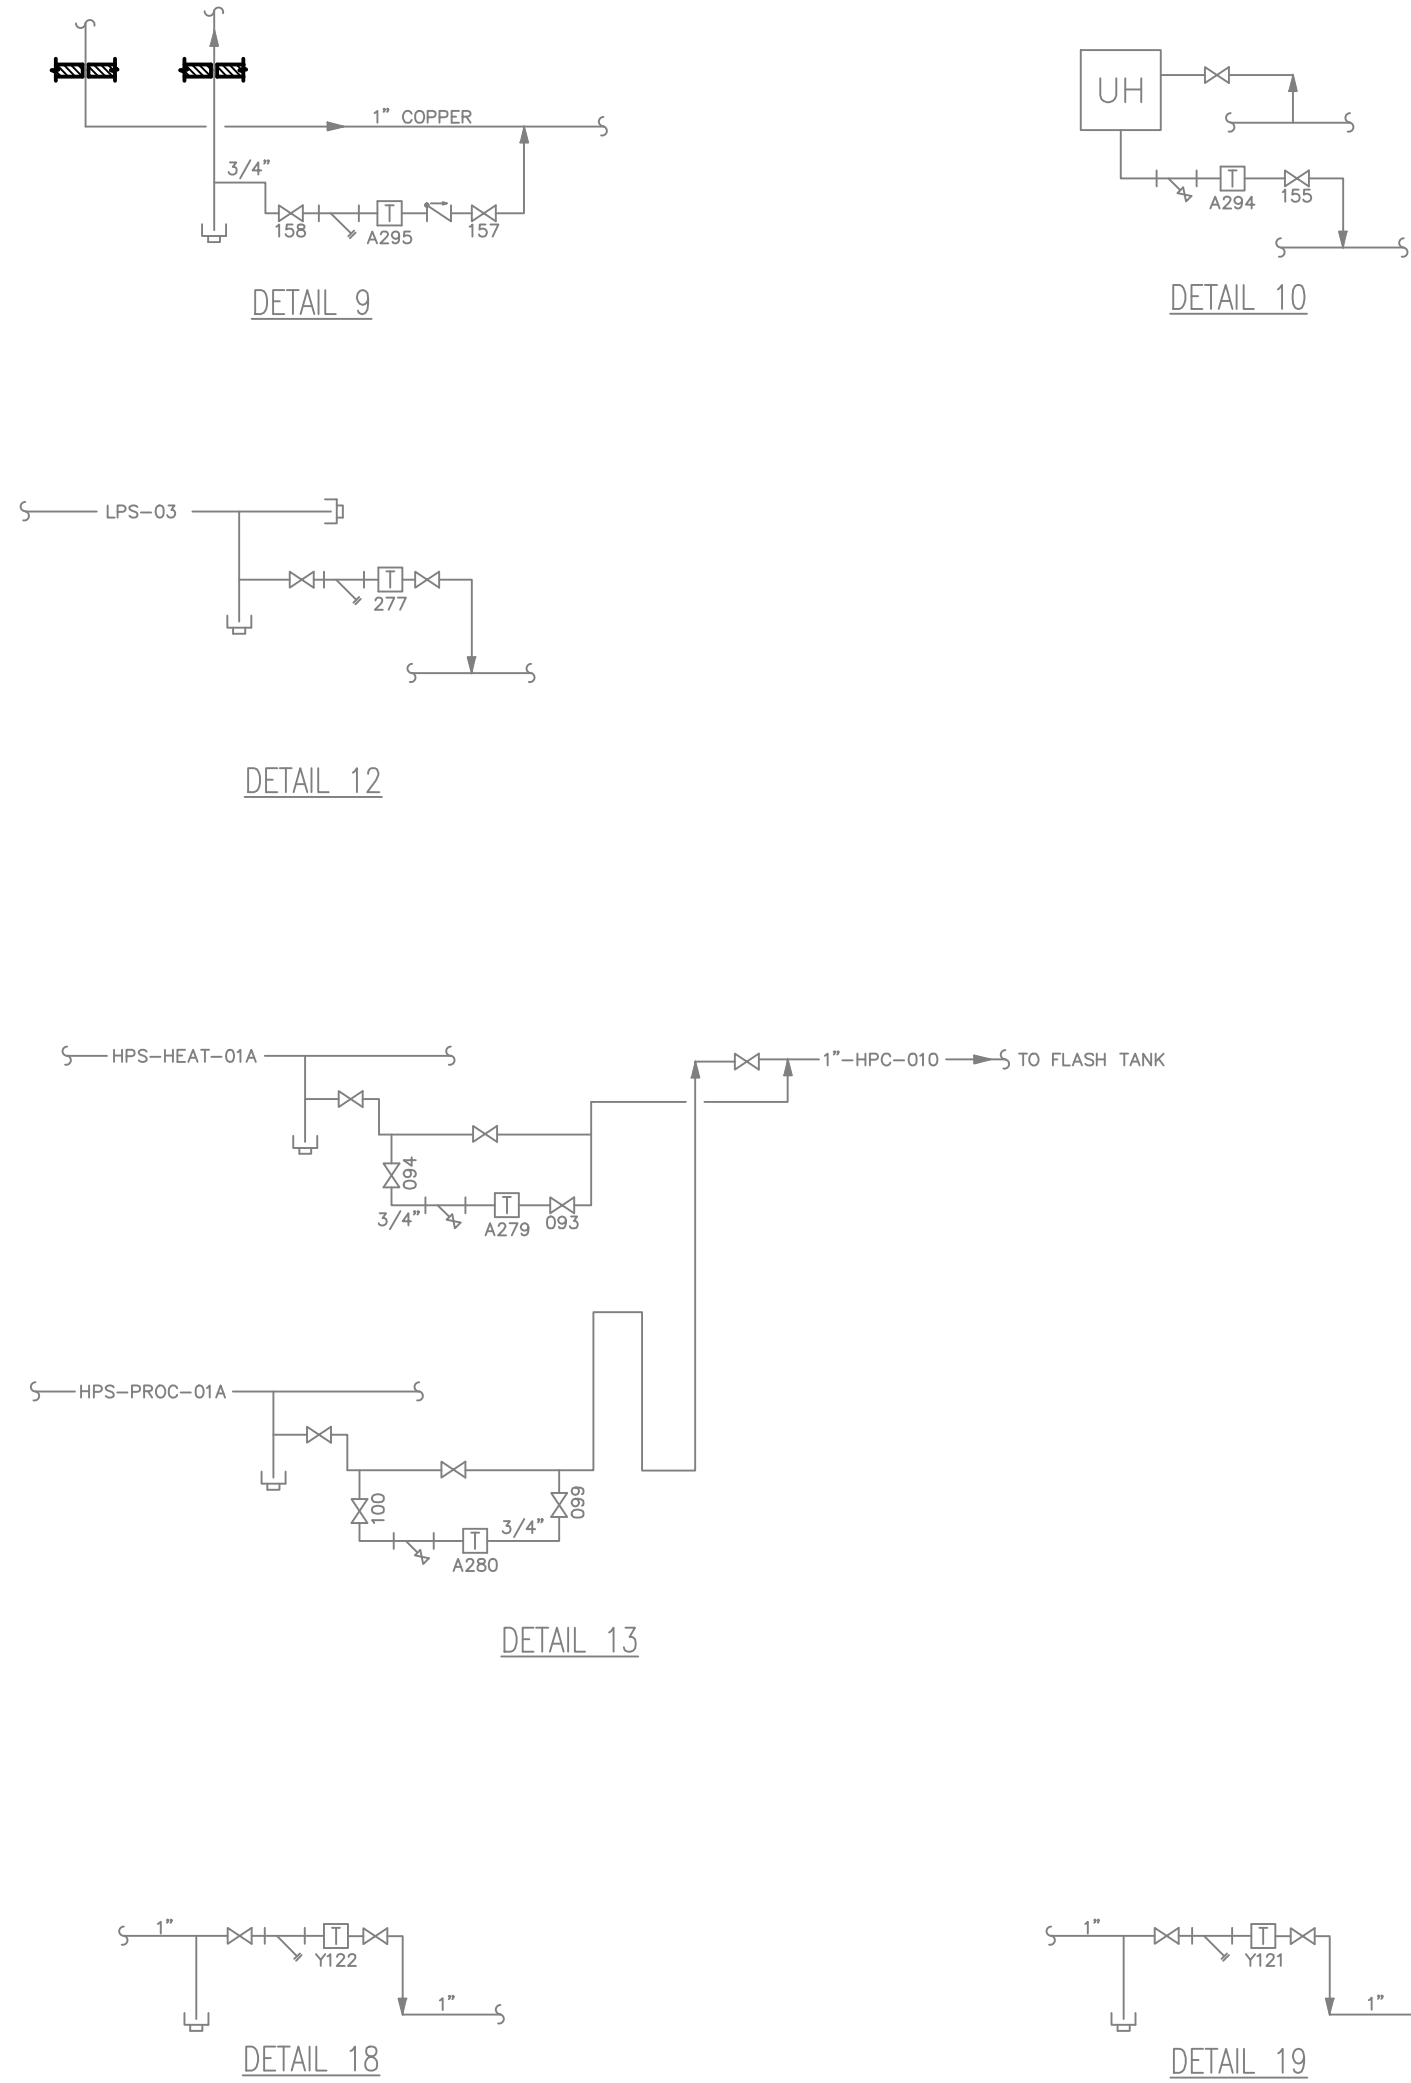 1” COPPER
3/4”
158
A295
157
DETAIL 9
UH
A294
155
DETAIL 10
LPS-03
T
277
DETAIL 12
HPS-HEAT-01A
1”-HPC-010
TO FLASH TANK
094
3/4”
T
A279
093
HPS-PROC-01A
100
099
3/4”
T
A280
DETAIL 13
1”
T
Y122
1”
DETAIL 18
1”
T
Y121
1”
DETAIL 19